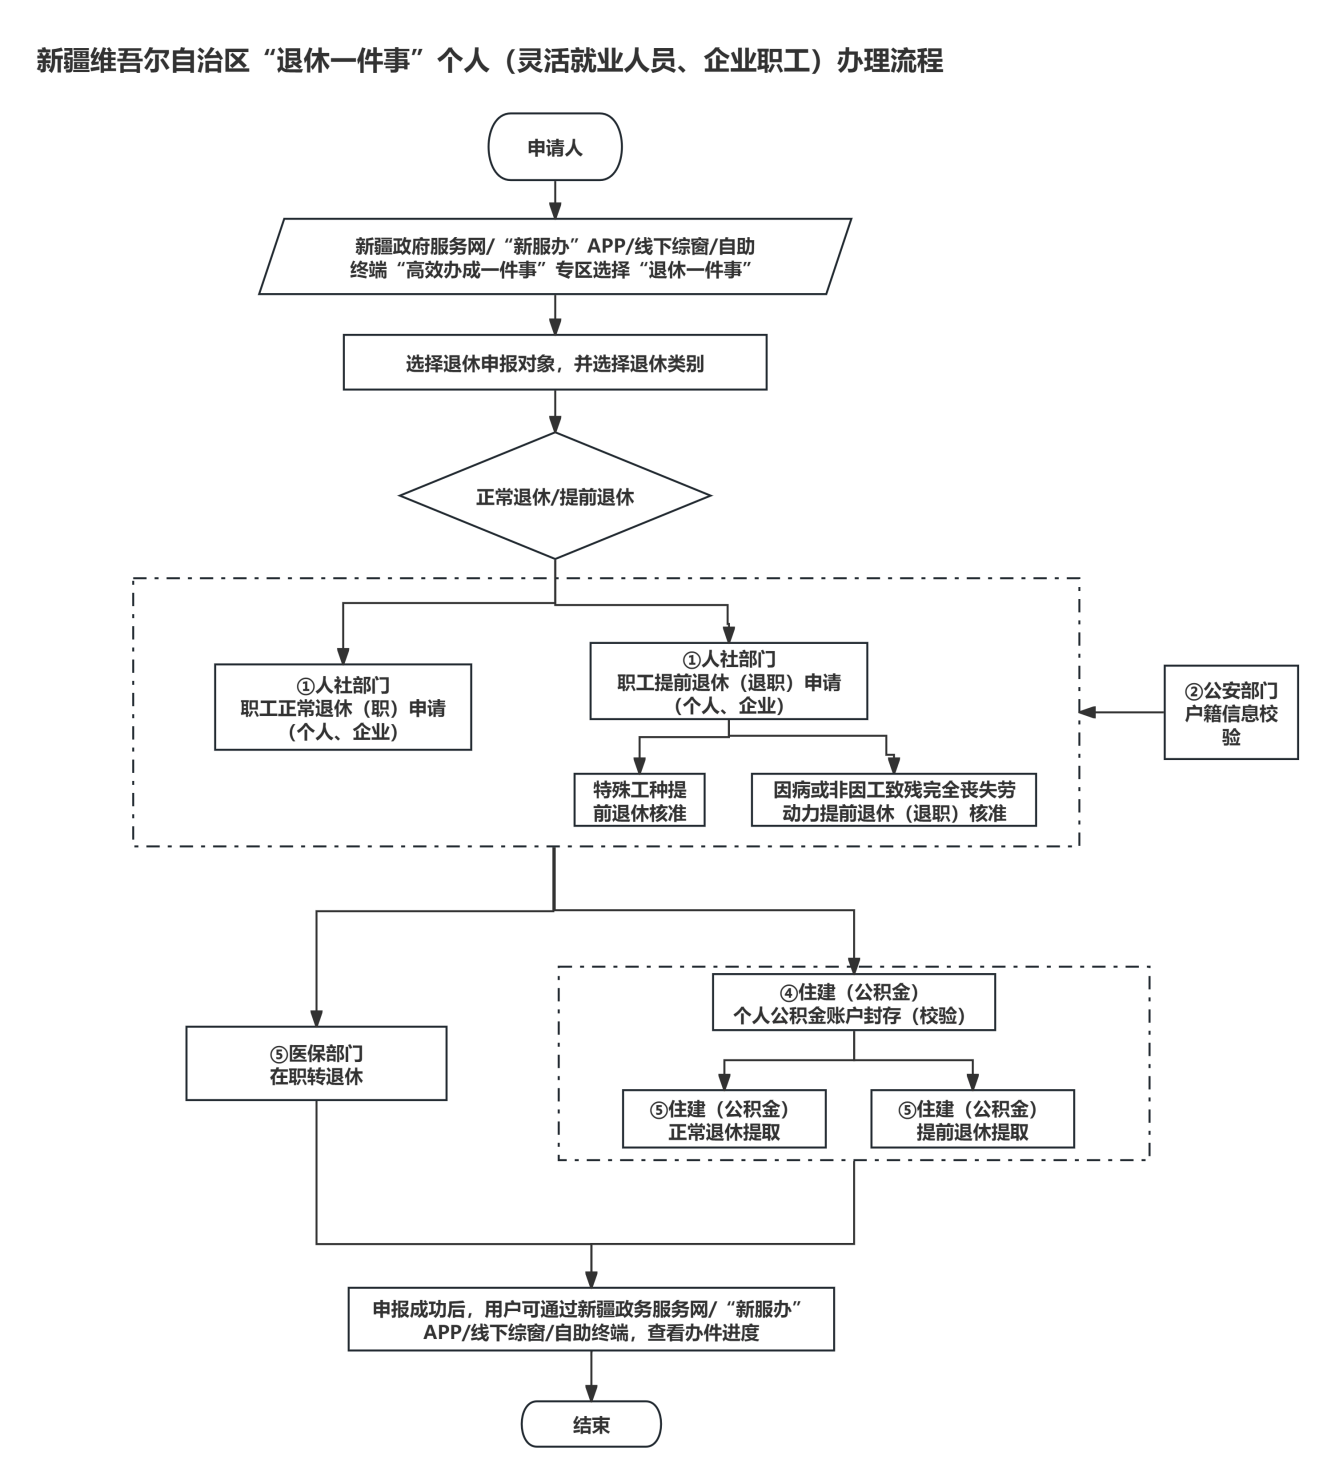 新疆维吾尔自治区“退休一件事”个人（灵活就业人员、企业职工）办理流程
申请人
新疆政府服务网/“新服办”APP/线下综窗/自助
终端“高效办成一件事”专区选择“退休一件事”
选择退休申报对象，并选择退休类别
正常退休/提前退休
①人社部门
职工正常退休（职）申请
（个人、企业）
①人社部门
职工提前退休（退职）申请
（个人、企业）
②公安部门
户籍信息校
验
特殊工种提
前退休核准
因病或非因工致残完全丧失劳
动力提前退休（退职）核准
④住建（公积金）
个人公积金账户封存（校验）
⑤医保部门
在职转退休
⑤住建（公积金）
正常退休提取
⑤住建（公积金）
提前退休提取
申报成功后，用户可通过新疆政务服务网/“新服办”
APP/线下综窗/自助终端，查看办件进度
结束